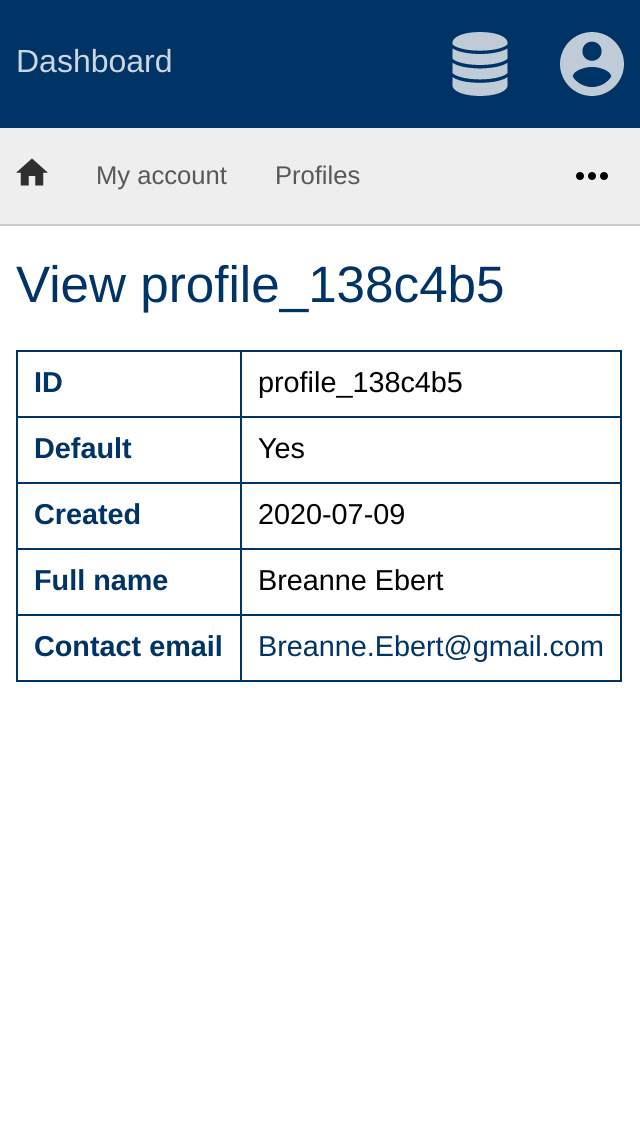 Dashboard
My account Profiles
View profile_138c4b5
ID profile_138c4b5
Default Yes
Created 2020-07-09
Full name Breanne Ebert
Contact email Breanne.Ebert@gmail.com